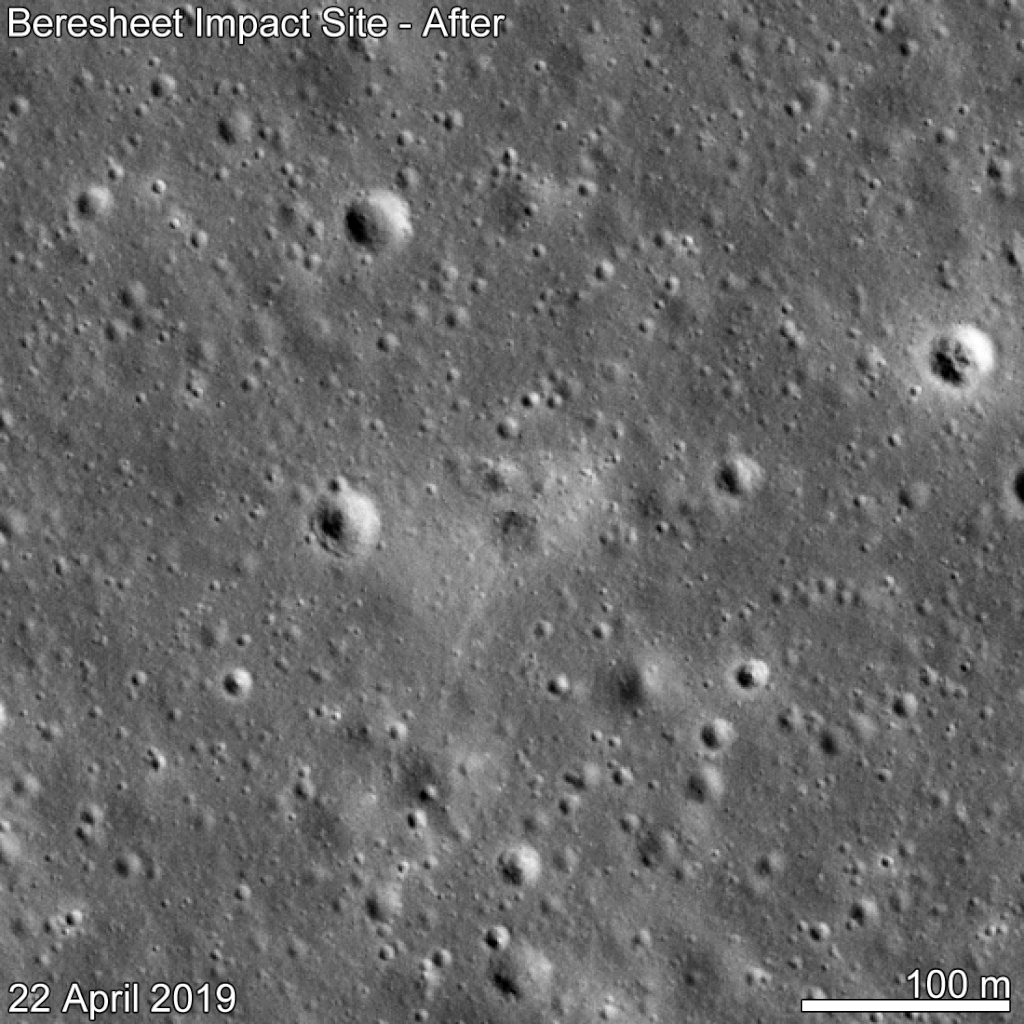 Beresheet Impact Site - After
22 April 2019
100 m